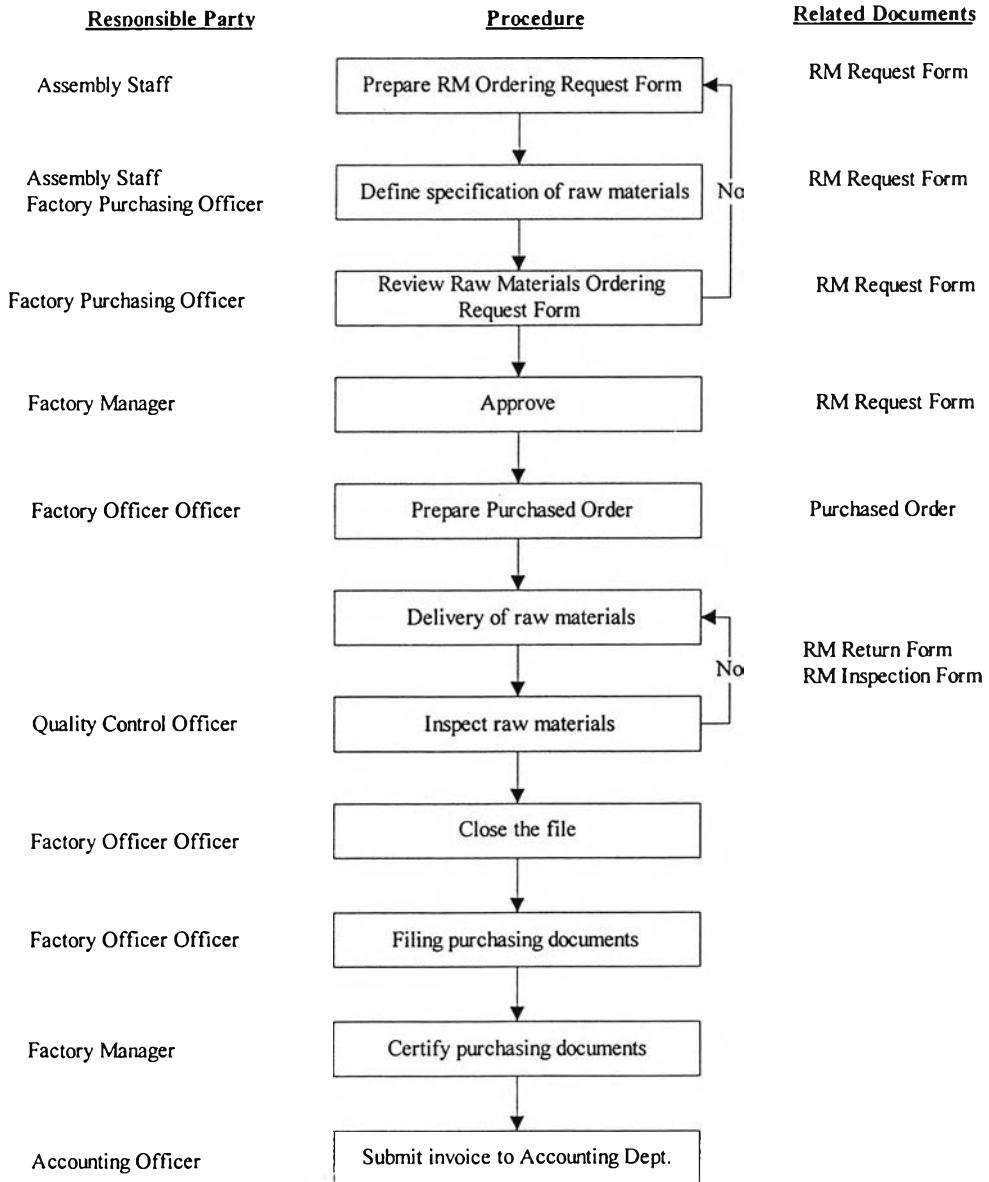 Responsible Party
Procedure
Related Documents
Assembly Staff
Prepare RM Ordering Request Form
RM Request Form
Assembly Staff
Factory Purchasing Officer
Define specification of raw materials
No
RM Request Form
Factory Purchasing Officer
Review Raw Materials Ordering
Request Form
RM Request Form
Factory Manager
Approve
RM Request Form
Factory Officer Officer
Prepare Purchased Order
Purchased Order
Delivery of raw materials
No
RM Return Form
RM Inspection Form
Quality Control Officer
Inspect raw materials
Factory Officer Officer
Close the file
Factory Officer Officer
Filing purchasing documents
Factory Manager
Certify purchasing documents
Accounting Officer
Submit invoice to Accounting Dept.